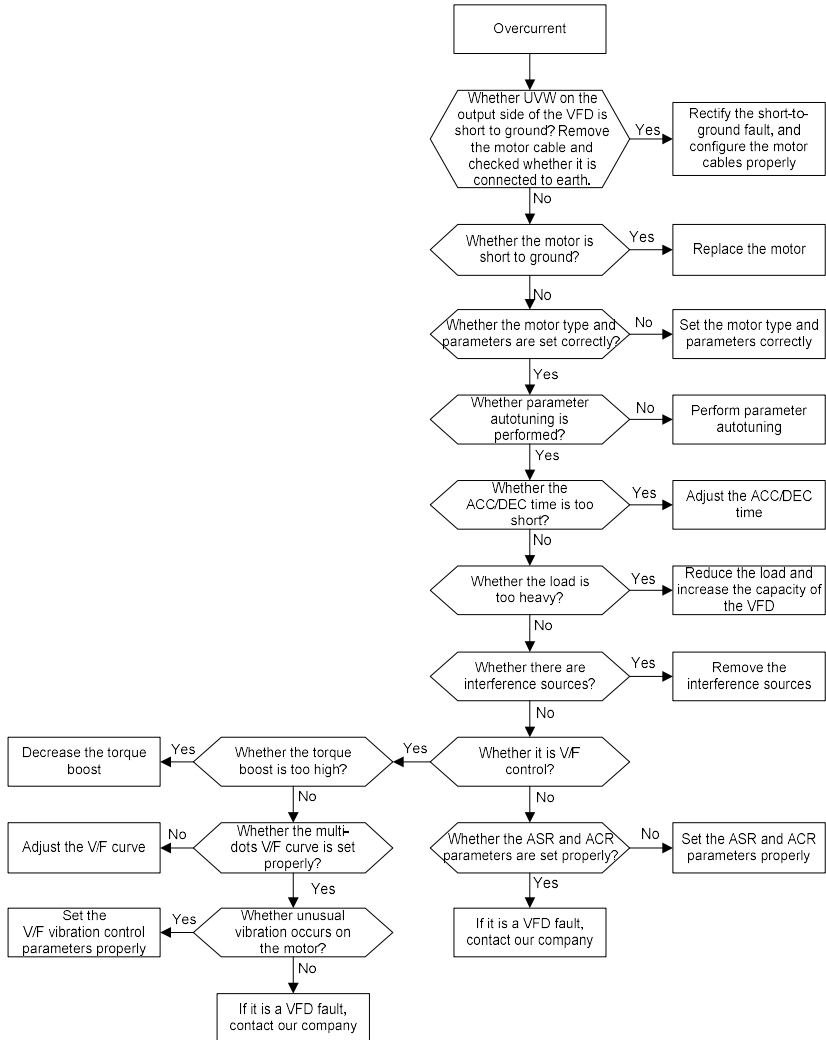 Overcurrent
Whether UVW on the
output side of the VFD is
short to ground? Remove
the motor cable and
checked whether it is
connected to earth.
Yes
Rectify the short-to-
ground fault, and
configure the motor
cables properly
No
Whether the motor is
short to ground?
Yes
Replace the motor
No
Whether the motor type and
parameters are set correctly?
No
Set the motor type and
parameters correctly
Yes
Whether parameter
autotuning is
performed?
No
Perform parameter
autotuning
Yes
Whether the
ACC/DEC time is too
short?
Yes
Adjust the ACC/DEC
time
No
Whether the load is
too heavy?
Yes
Reduce the load and
increase the capacity of
the VFD
No
Whether there are
interference sources?
Yes
Remove the
interference sources
No
Decrease the torque
boost
Yes
Whether the torque
boost is too high?
Yes
Whether it is V/F
control?
No
No
Adjust the V/F curve
No
Whether the multi-
dots V/F curve is set
properly?
Whether the ASR and ACR
parameters are set properly?
No
Set the ASR and ACR
parameters properly
Yes
Yes
Set the
V/F vibration control
parameters properly
Yes
Whether unusual
vibration occurs on
the motor?
If it is a VFD fault,
contact our company
No
If it is a VFD fault,
contact our company